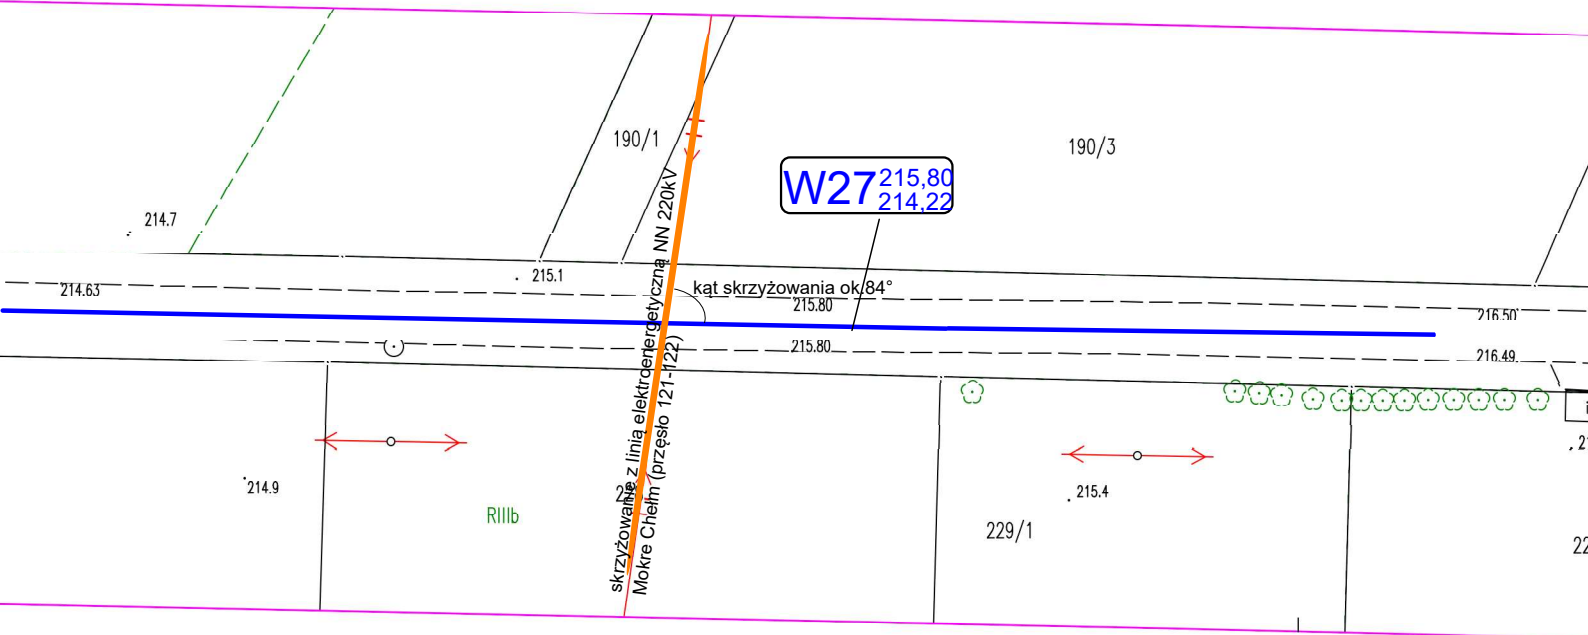 190/1
190/3
W27 215,80
214,22
214.7
215.1
kąt skrzyżowania ok.84°
214.63
215.80
216.50
215.80
216.49
skrzyżowanie z linią elektroenergetyczną NN 220kV
Mokre Chełm (przęsło 121-122)
214.9
RIIIb
215.4
229/1